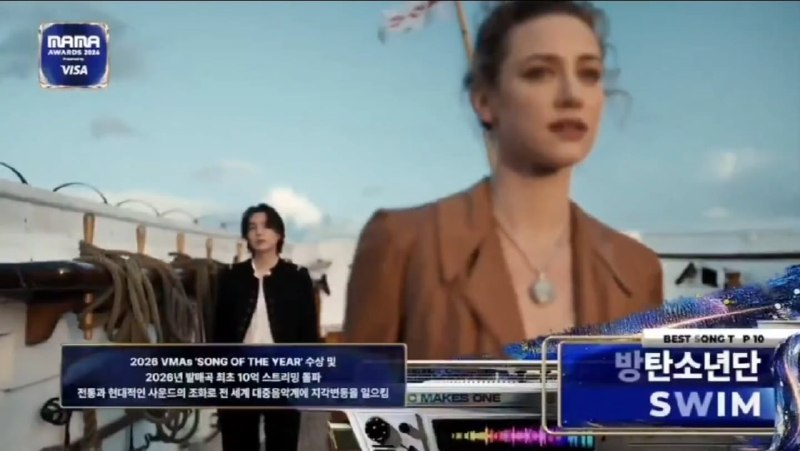 MAMA
AWARDS 2026
Presented by
VISA
2026 VMAs 'SONG OF THE YEAR' 수상 및
2026년 발매곡 최초 10억 스트리밍 돌파
전통과 현대적인 사운드의 조화로 전 세계 대중음악계에 지각변동을 일으킴
C MAKES ONE
BEST SONG T P 10
방탄소년단
SWIM